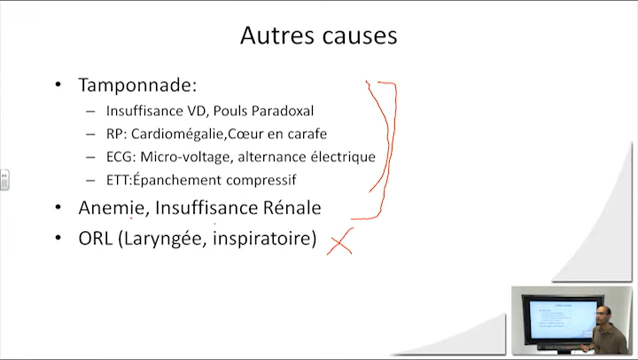 Autres causes
• Tamponnade:
– Insuffisance VD, Pouls Paradoxal
– RP: Cardiomégalie,Cœur en carafe
– ECG: Micro-voltage, alternance électrique
– ETT:Épanchement compressif
• Anemie, Insuffisance Rénale
• ORL (Laryngée, inspiratoire)